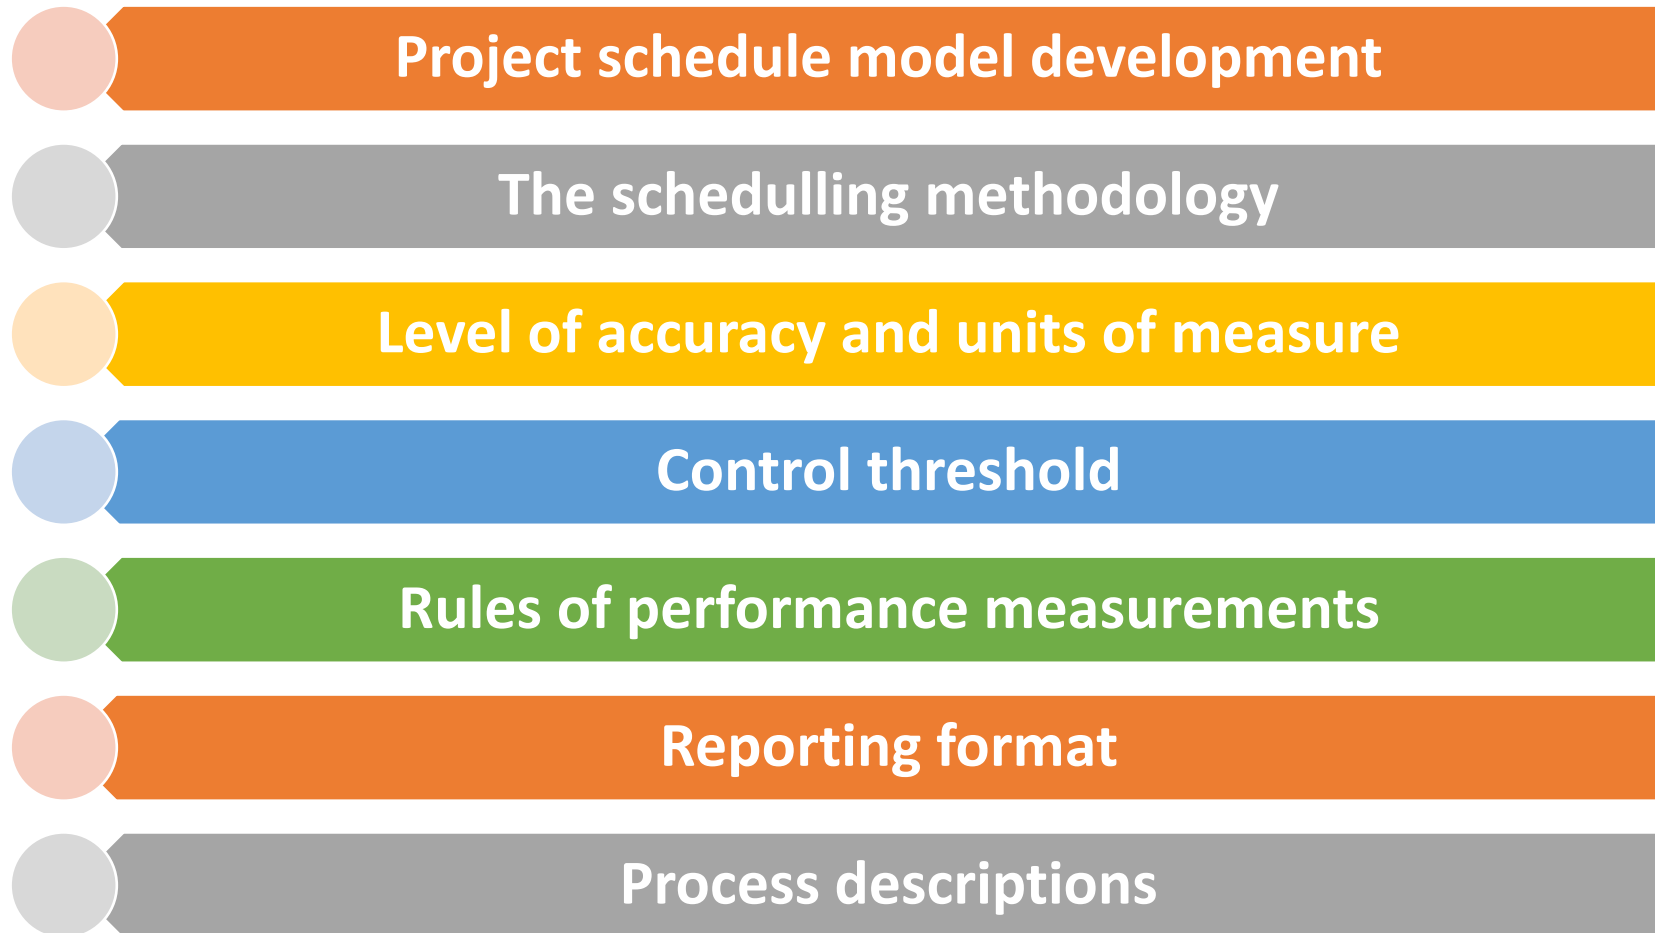 Project schedule model development
The schedulling methodology
Level of accuracy and units of measure
Control threshold
Rules of performance measurements
Reporting format
Process descriptions